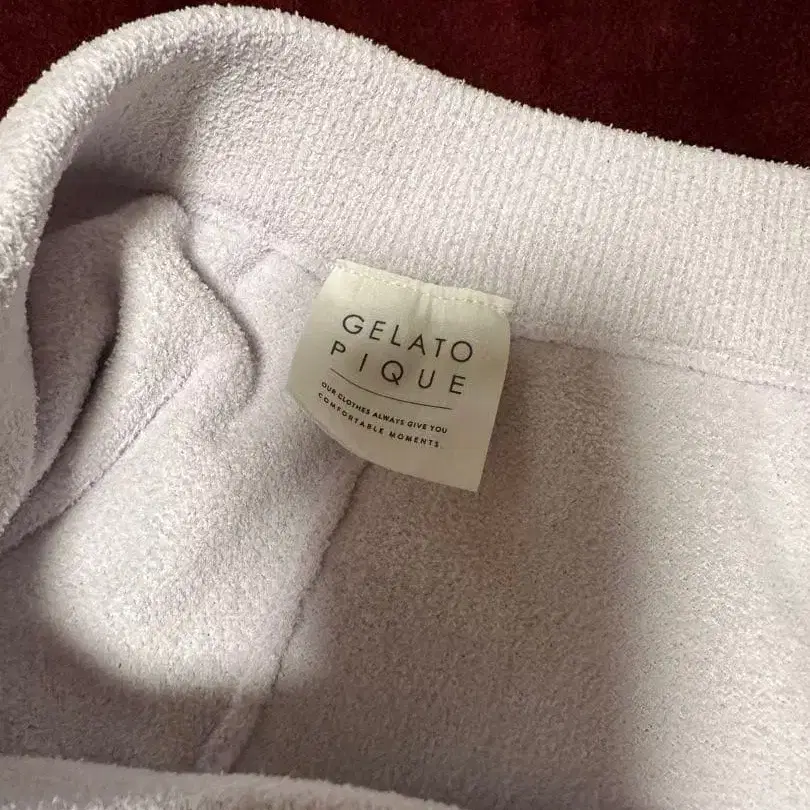 GELATO
PIQUE
OUR CLOTHES ALWAYS GIVE YOU
COMFORTABLE MOMENTS.